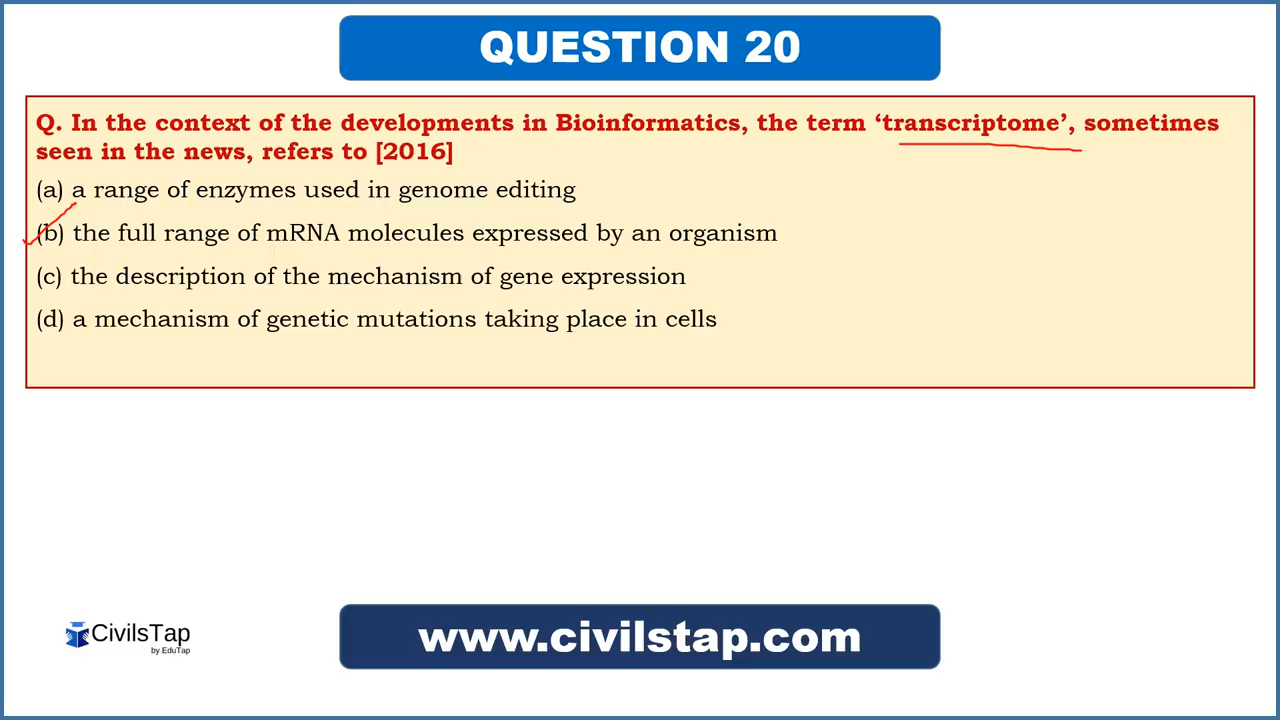 QUESTION 20
Q. In the context of the developments in Bioinformatics, the term ‘transcriptome’, sometimes
seen in the news, refers to [2016]
(a) a range of enzymes used in genome editing
(b) the full range of mRNA molecules expressed by an organism
(c) the description of the mechanism of gene expression
(d) a mechanism of genetic mutations taking place in cells
CivilsTap
by EduTap
www.civilstap.com